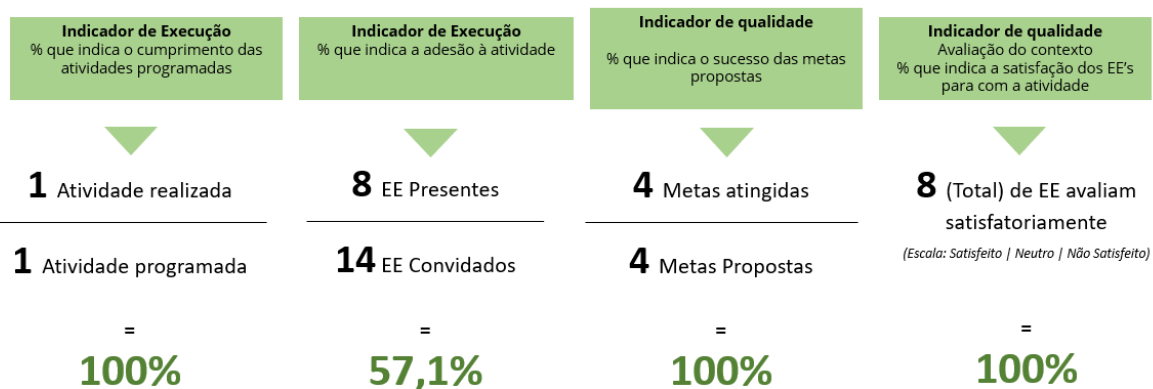 Indicador de Execução
% que indica o cumprimento das
atividades programadas
1 Atividade realizada
1 Atividade programada
=
100%
Indicador de Execução
% que indica a adesão à atividade
8 EE Presentes
14 EE Convidados
=
57,1%
Indicador de qualidade
% que indica o sucesso das metas
propostas
4 Metas atingidas
4 Metas Propostas
=
100%
Indicador de qualidade
Avaliação do contexto
% que indica a satisfação dos EE’s
para com a atividade
8 (Total) de EE avaliam
satisfatoriamente
(Escala: Satisfeito | Neutro | Não Satisfeito)
=
100%